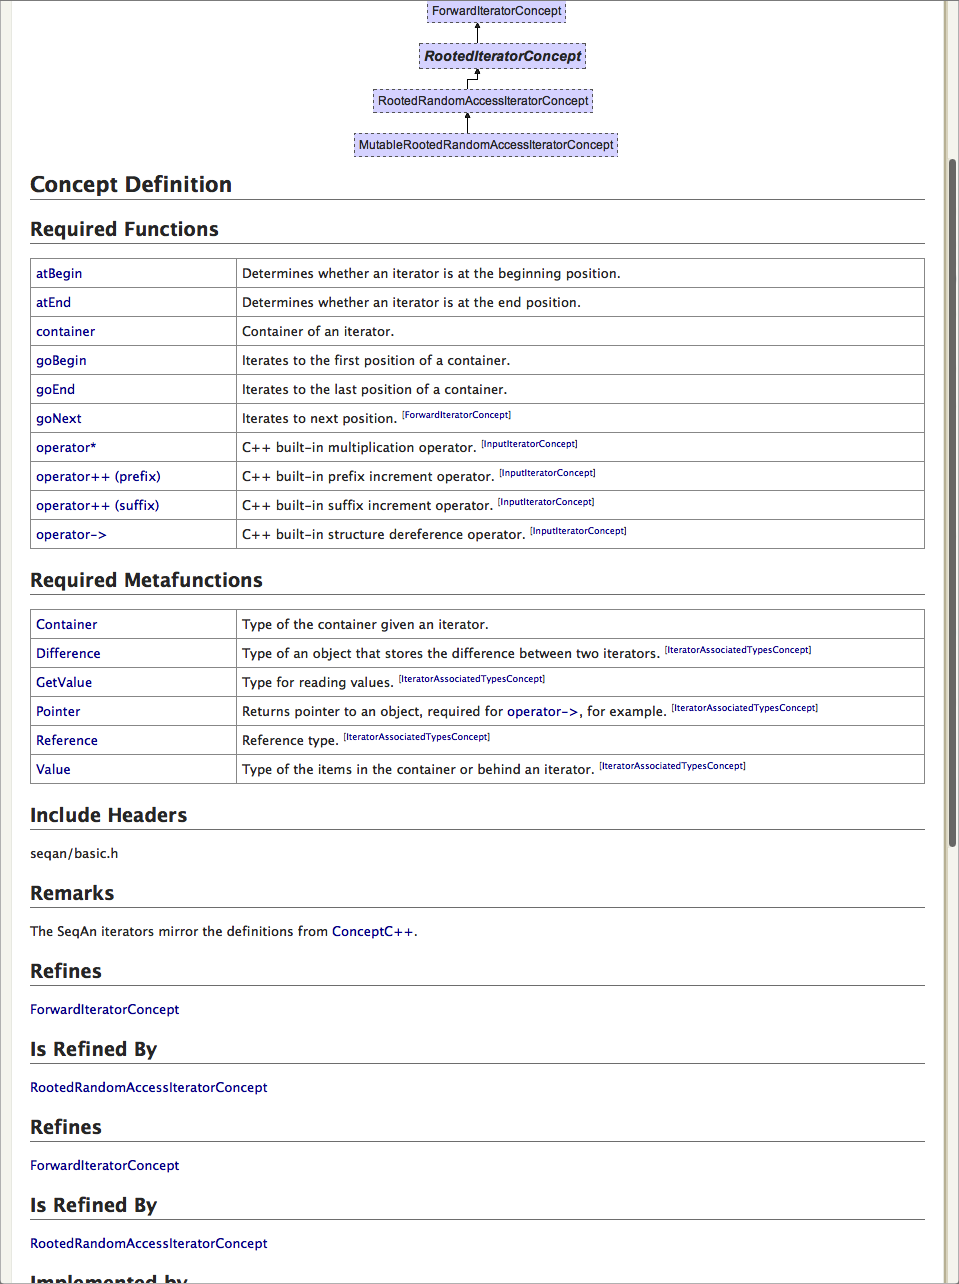 ForwardIteratorConcept
RootedIteratorConcept
RootedRandomAccessIteratorConcept
MutableRootedRandomAccessIteratorConcept
Concept Definition
Required Functions
atBegin Determines whether an iterator is at the beginning position.
atEnd Determines whether an iterator is at the end position.
container Container of an iterator.
goBegin Iterates to the first position of a container.
goEnd Iterates to the last position of a container.
goNext Iterates to next position. [ForwardIteratorConcept]
operator* C++ built-in multiplication operator. [InputIteratorConcept]
operator++ (prefix) C++ built-in prefix increment operator. [InputIteratorConcept]
operator++ (suffix) C++ built-in suffix increment operator. [InputIteratorConcept]
operator-> C++ built-in structure dereference operator. [InputIteratorConcept]
Required Metafunctions
Container Type of the container given an iterator.
Difference Type of an object that stores the difference between two iterators. [IteratorAssociatedTypesConcept]
GetValue Type for reading values. [IteratorAssociatedTypesConcept]
Pointer Returns pointer to an object, required for operator->, for example. [IteratorAssociatedTypesConcept]
Reference Reference type. [IteratorAssociatedTypesConcept]
Value Type of the items in the container or behind an iterator. [IteratorAssociatedTypesConcept]
Include Headers
seqan/basic.h
Remarks
The SeqAn iterators mirror the definitions from ConceptC++.
Refines
ForwardIteratorConcept
Is Refined By
RootedRandomAccessIteratorConcept
Refines
ForwardIteratorConcept
Is Refined By
RootedRandomAccessIteratorConcept
Implemented by